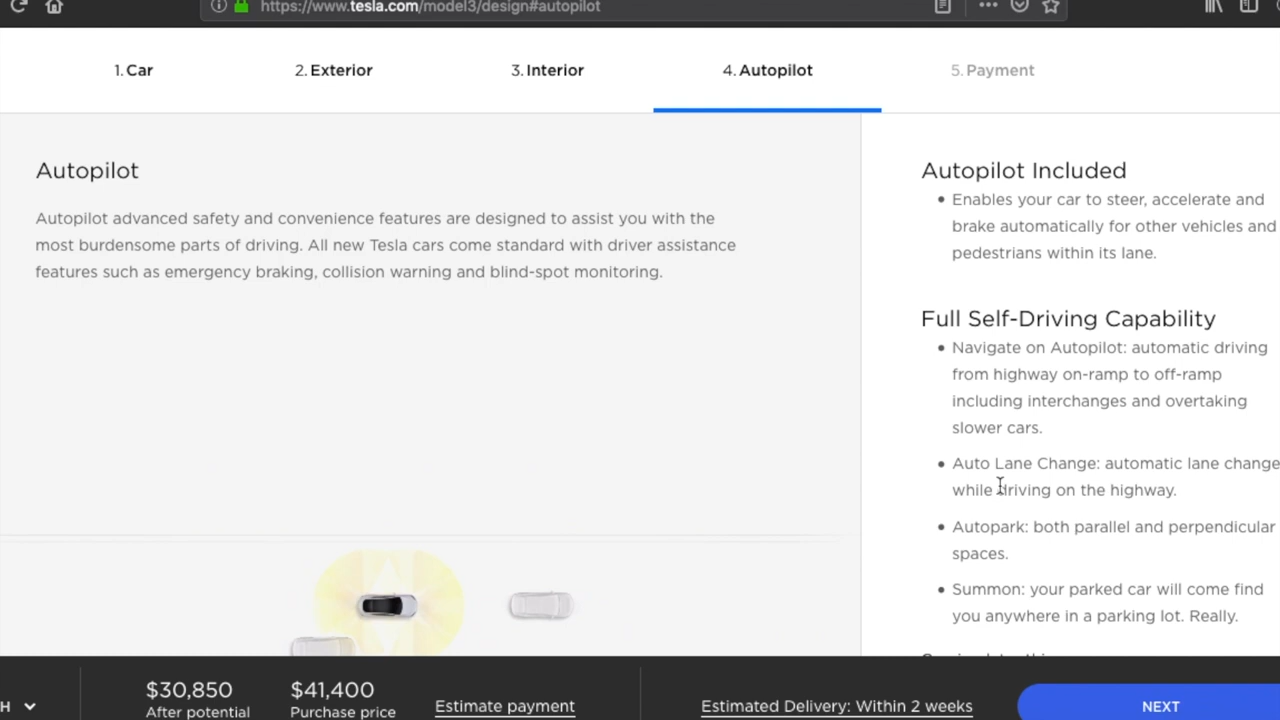 https://www.tesla.com/model3/design#autopilot
1. Car
2. Exterior
3. Interior
4. Autopilot
5. Payment
Autopilot
Autopilot advanced safety and convenience features are designed to assist you with the
most burdensome parts of driving. All new Tesla cars come standard with driver assistance
features such as emergency braking, collision warning and blind-spot monitoring.
Autopilot Included
• Enables your car to steer, accelerate and
brake automatically for other vehicles and
pedestrians within its lane.
Full Self-Driving Capability
• Navigate on Autopilot: automatic driving
from highway on-ramp to off-ramp
including interchanges and overtaking
slower cars.
• Auto Lane Change: automatic lane change
while driving on the highway.
• Autopark: both parallel and perpendicular
spaces.
• Summon: your parked car will come find
you anywhere in a parking lot. Really.
H
$30,850
After potential
$41,400
Purchase price
Estimate payment
Estimated Delivery: Within 2 weeks
NEXT